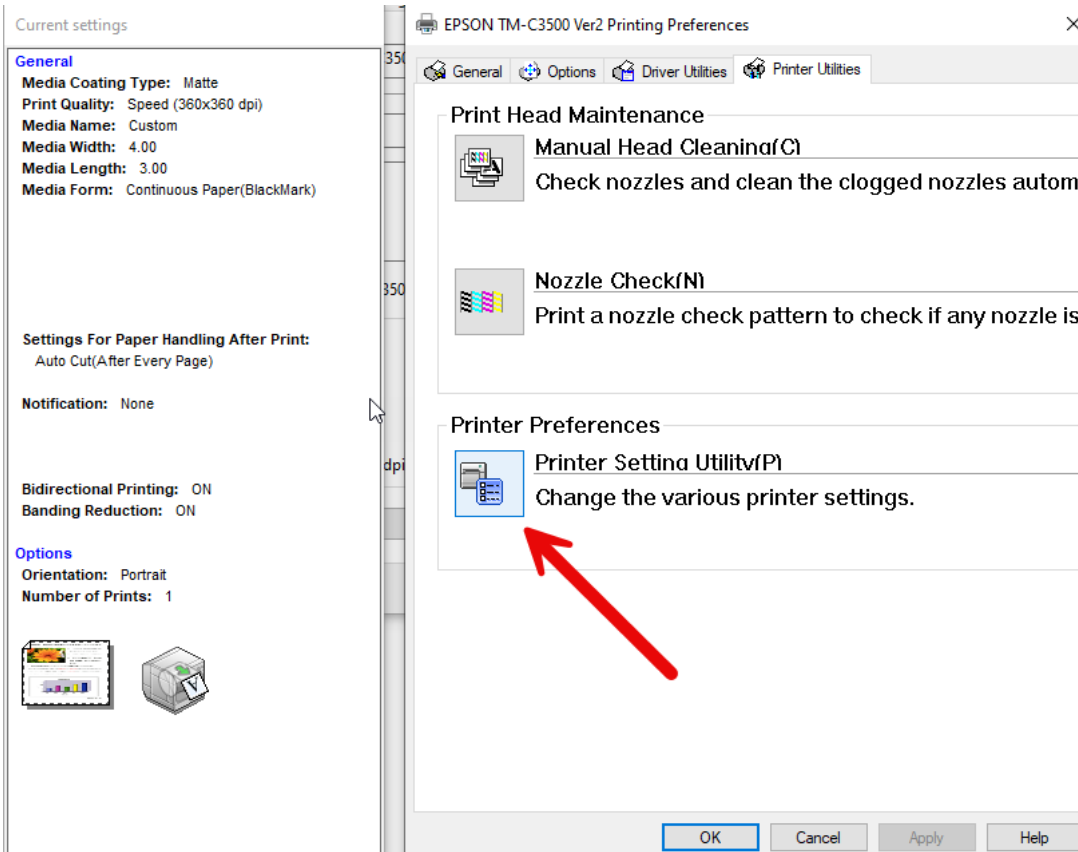 Current settings
General
Media Coating Type: Matte
Print Quality: Speed (360x360 dpi)
Media Name: Custom
Media Width: 4.00
Media Length: 3.00
Media Form: Continuous Paper(BlackMark)
Settings For Paper Handling After Print:
Auto Cut(After Every Page)
Notification: None
Bidirectional Printing: ON
Banding Reduction: ON
Options
Orientation: Portrait
Number of Prints: 1
350
350
dpi
EPSON TM-C3500 Ver2 Printing Preferences
General Options Driver Utilities Printer Utilities
Print Head Maintenance
Manual Head Cleaning(C)
Check nozzles and clean the clogged nozzles autom
Nozzle Check(N)
Print a nozzle check pattern to check if any nozzle is
Printer Preferences
Printer Setting Utility(P)
Change the various printer settings.
OK Cancel Apply Help